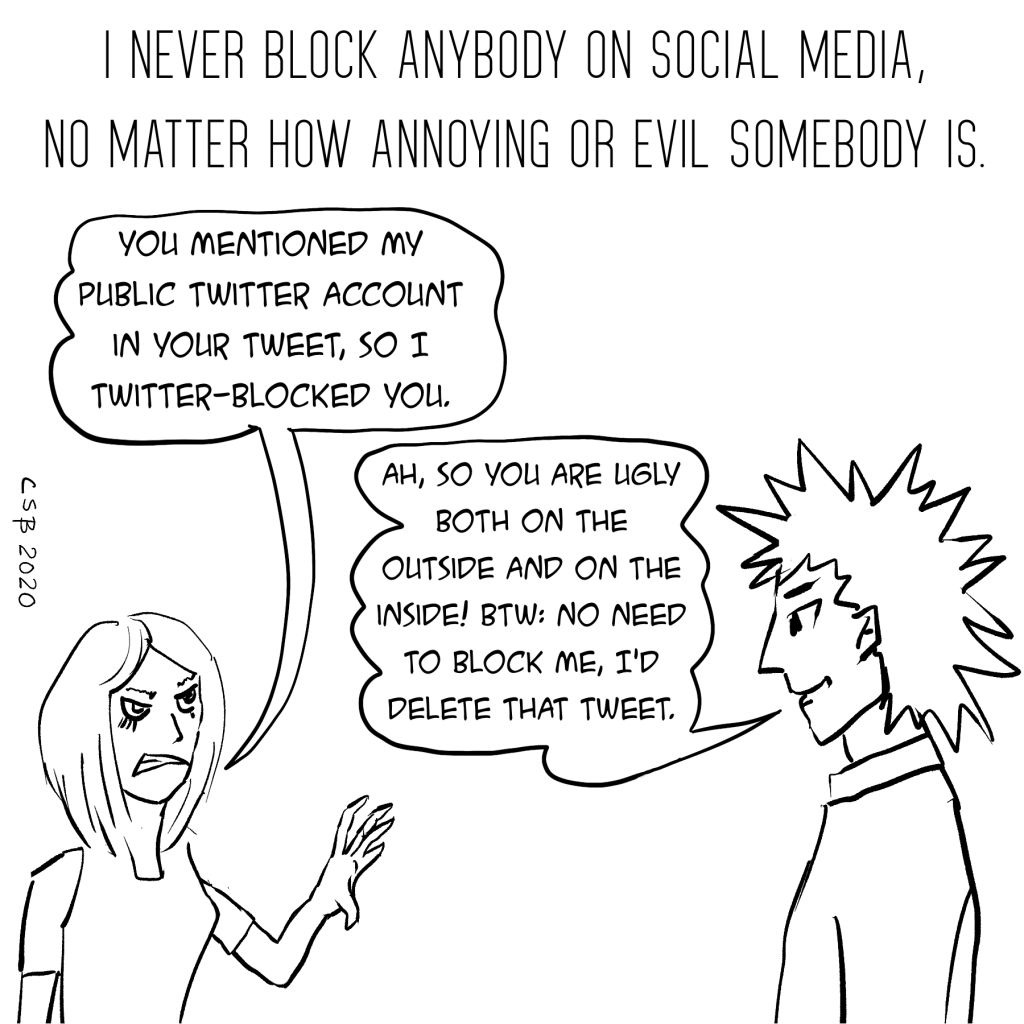 I NEVER BLOCK ANYBODY ON SOCIAL MEDIA,
NO MATTER HOW ANNOYING OR EVIL SOMEBODY IS.
YOU MENTIONED MY
PUBLIC TWITTER ACCOUNT
IN YOUR TWEET, SO I
TWITTER-BLOCKED YOU.
AH, SO YOU ARE UGLY
BOTH ON THE
OUTSIDE AND ON THE
INSIDE! BTW: NO NEED
TO BLOCK ME, I'D
DELETE THAT TWEET.
CSB 2020